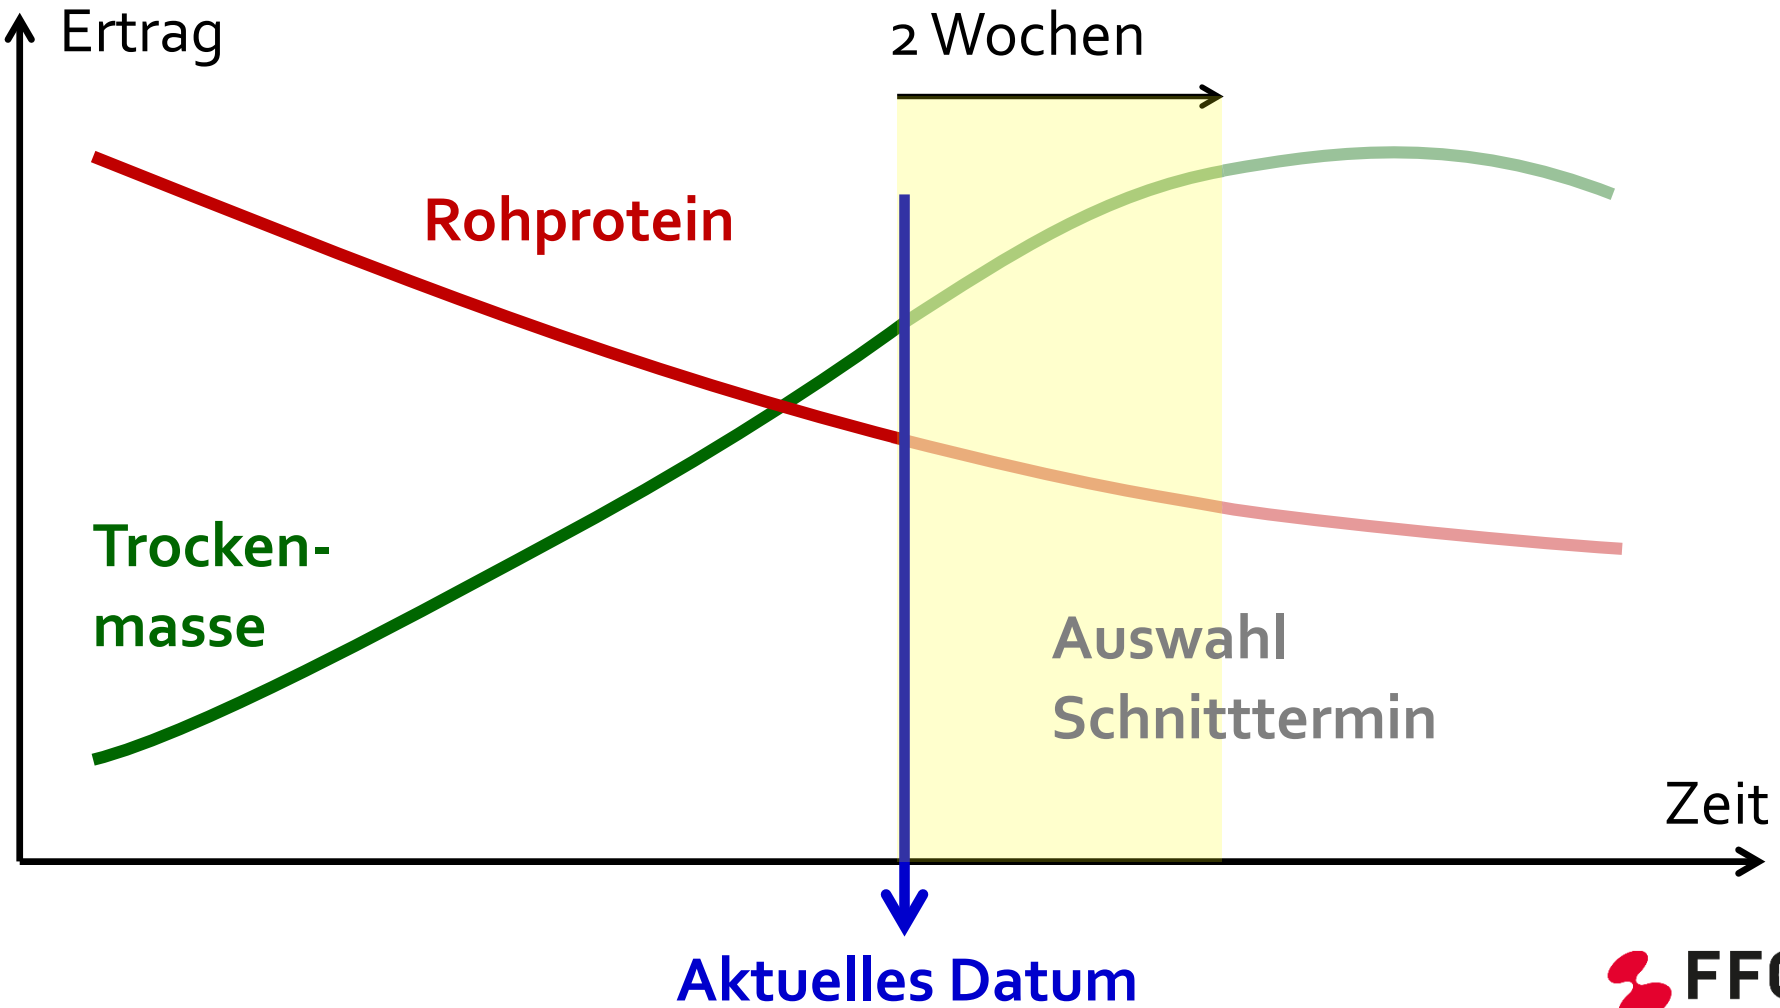 Ertrag
2 Wochen
Rohprotein
Trocken-
masse
Auswahl
Schnitttermin
Zeit
Aktuelles Datum